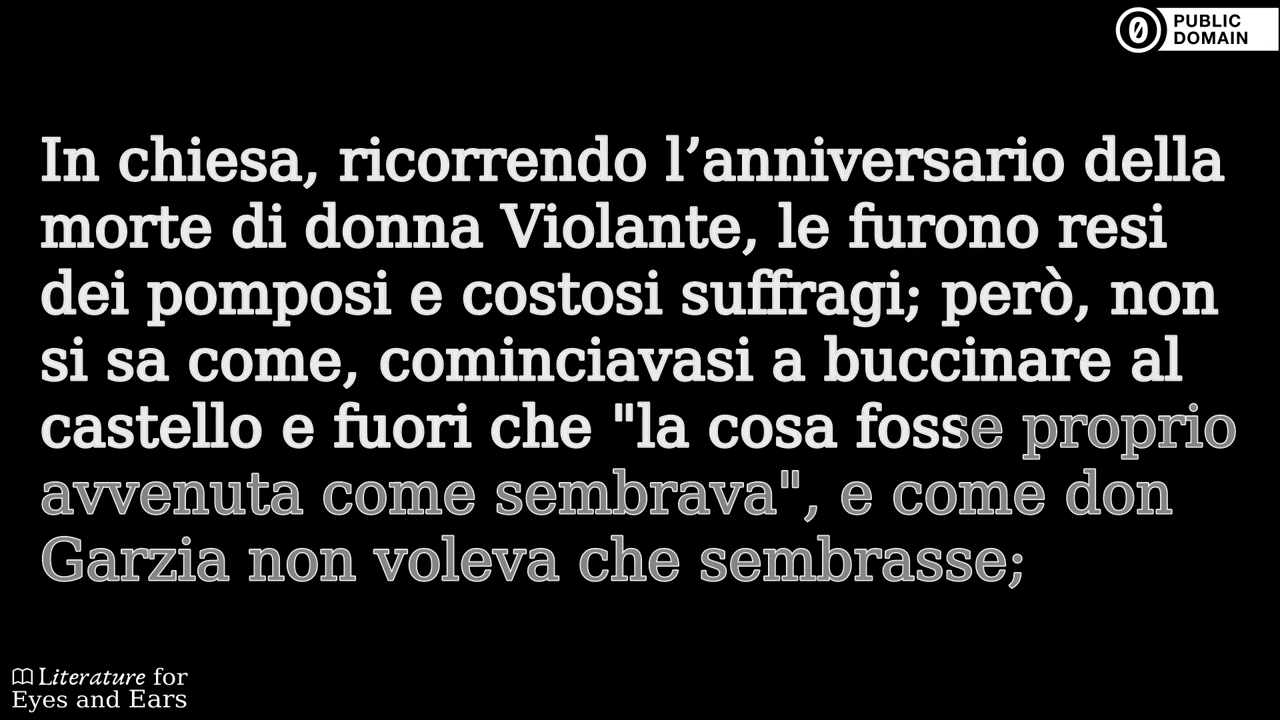 PUBLIC
DOMAIN
In chiesa, ricorrendo l’anniversario della
morte di donna Violante, le furono resi
dei pomposi e costosi suffragi; però, non
si sa come, cominciavasi a buccinare al
castello e fuori che "la cosa fosse proprio
avvenuta come sembrava", e come don
Garzia non voleva che sembrasse;
Literature for
Eyes and Ears